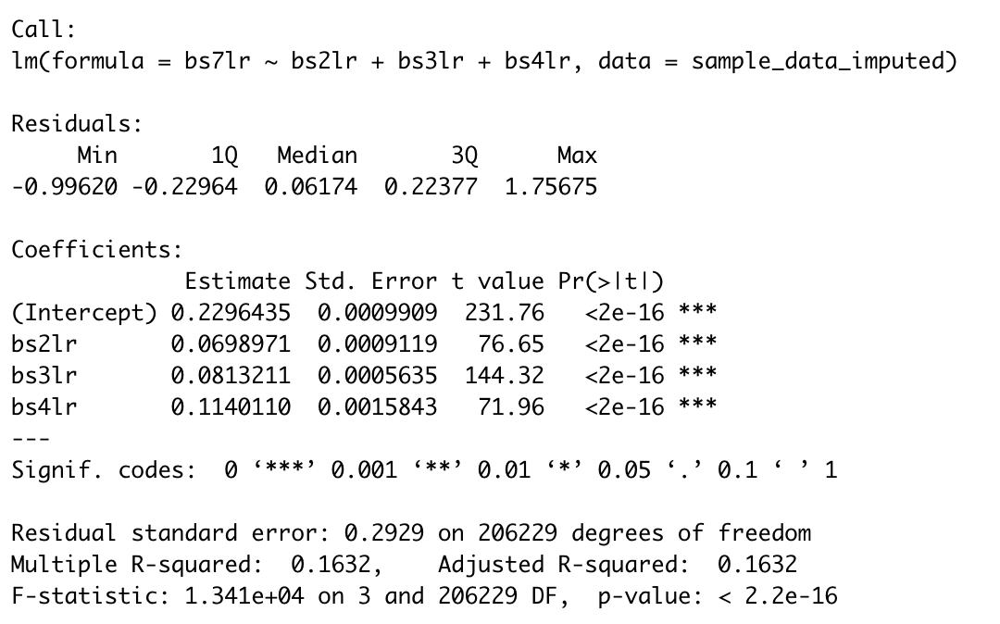 Call:
lm(formula = bs7lr ~ bs2lr + bs3lr + bs4lr, data = sample_data_imputed)
Residuals:
Min 1Q Median 3Q Max
-0.99620 -0.22964 0.06174 0.22377 1.75675
Coefficients:
Estimate Std. Error t value Pr(>|t|)
(Intercept) 0.2296435 0.0009909 231.76 <2e-16 ***
bs2lr 0.0698971 0.0009119 76.65 <2e-16 ***
bs3lr 0.0813211 0.0005635 144.32 <2e-16 ***
bs4lr 0.1140110 0.0015843 71.96 <2e-16 ***
---
Signif. codes: 0 ‘***’ 0.001 ‘**’ 0.01 ‘*’ 0.05 ‘.’ 0.1 ‘ ’ 1
Residual standard error: 0.2929 on 206229 degrees of freedom
Multiple R-squared: 0.1632, Adjusted R-squared: 0.1632
F-statistic: 1.341e+04 on 3 and 206229 DF, p-value: < 2.2e-16